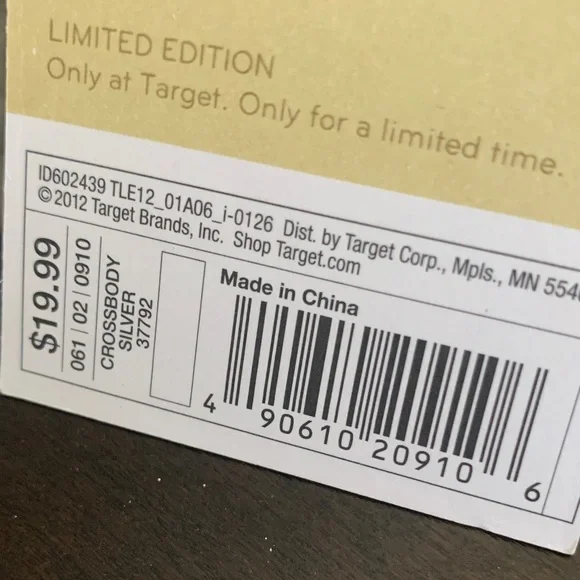 LIMITED EDITION
Only at Target. Only for a limited time.
ID602439 TLE12_01A06_i-0126 Dist. by Target Corp., Mpls., MN
©2012 Target Brands, Inc. Shop Target.com
$19.99
061 | 02 | 0910
CROSSBODY
SILVER
37792
Made in China
4 90610 20910 6